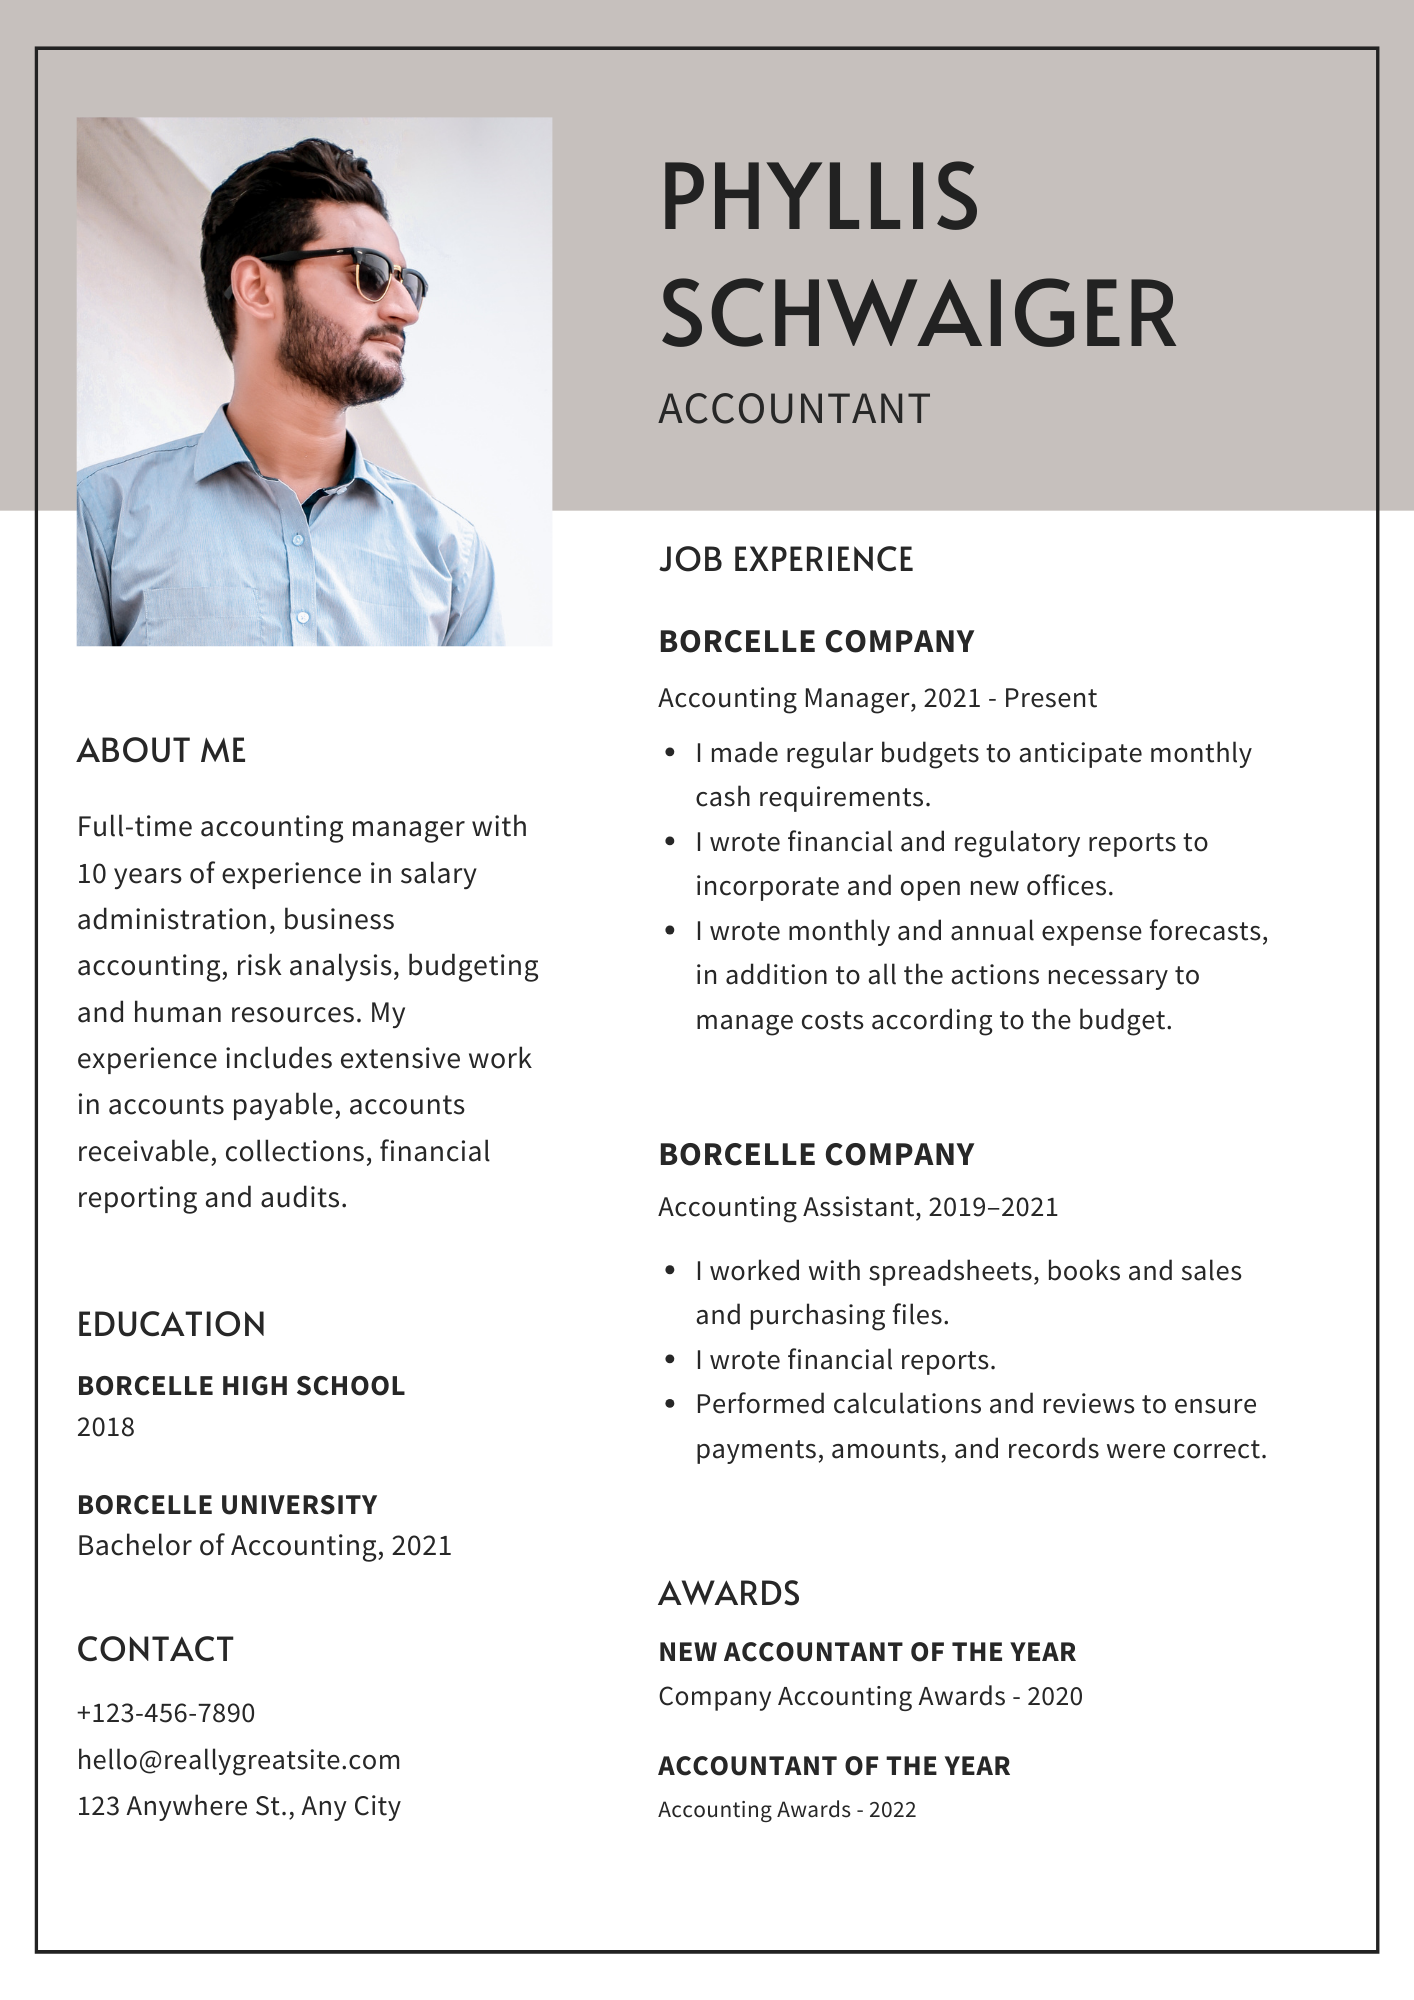 PHYLLIS
SCHWAIGER
ACCOUNTANT
ABOUT ME
Full-time accounting manager with
10 years of experience in salary
administration, business
accounting, risk analysis, budgeting
and human resources. My
experience includes extensive work
in accounts payable, accounts
receivable, collections, financial
reporting and audits.
EDUCATION
BORCELLE HIGH SCHOOL
2018
BORCELLE UNIVERSITY
Bachelor of Accounting, 2021
CONTACT
+123-456-7890
hello@reallygreatsite.com
123 Anywhere St., Any City
JOB EXPERIENCE
BORCELLE COMPANY
Accounting Manager, 2021 - Present
• I made regular budgets to anticipate monthly
cash requirements.
• I wrote financial and regulatory reports to
incorporate and open new offices.
• I wrote monthly and annual expense forecasts,
in addition to all the actions necessary to
manage costs according to the budget.
BORCELLE COMPANY
Accounting Assistant, 2019–2021
• I worked with spreadsheets, books and sales
and purchasing files.
• I wrote financial reports.
• Performed calculations and reviews to ensure
payments, amounts, and records were correct.
AWARDS
NEW ACCOUNTANT OF THE YEAR
Company Accounting Awards - 2020
ACCOUNTANT OF THE YEAR
Accounting Awards - 2022